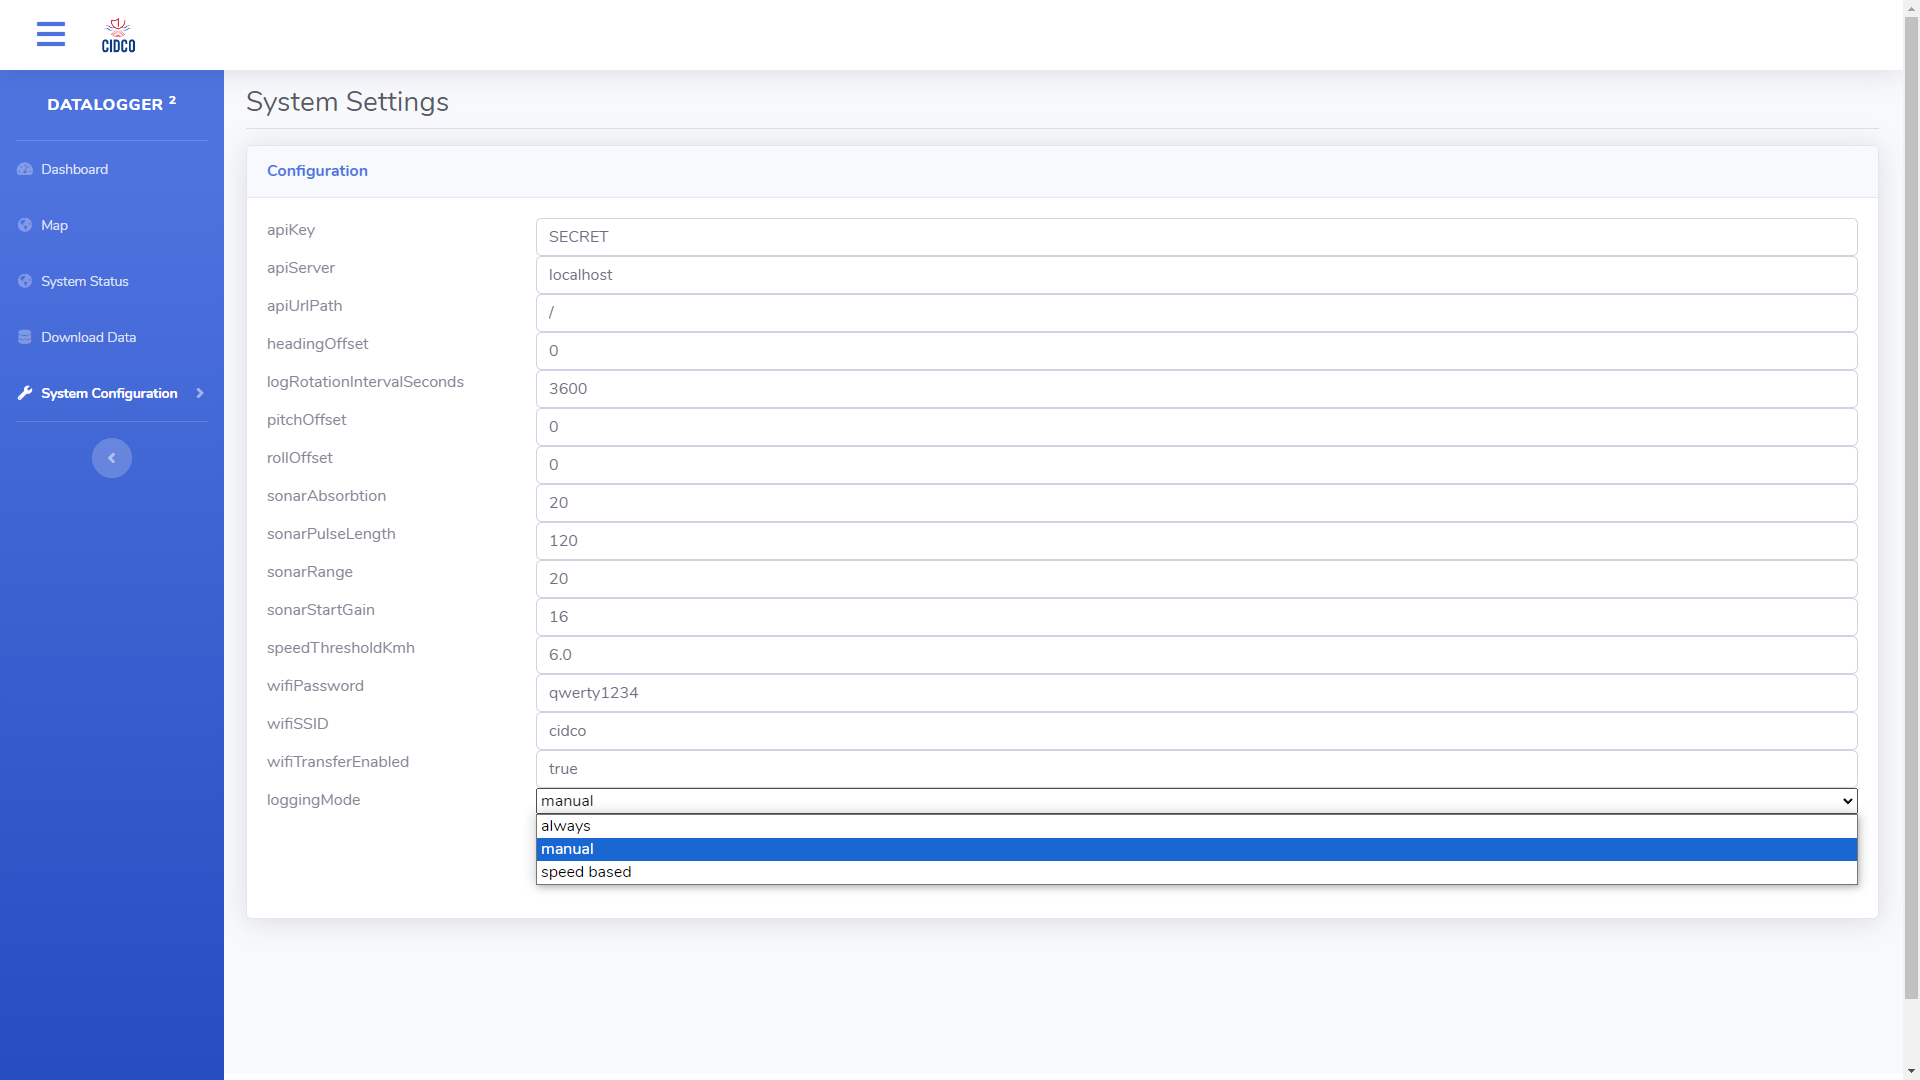 CIDCO
DATALOGGER 2
Dashboard
Map
System Status
Download Data
System Configuration
System Settings
Configuration
apiKey SECRET
apiServer localhost
apiUrlPath /
headingOffset 0
logRotationIntervalSeconds 3600
pitchOffset 0
rollOffset 0
sonarAbsorbtion 20
sonarPulseLength 120
sonarRange 20
sonarStartGain 16
speedThresholdKmh 6.0
wifiPassword qwerty1234
wifiSSID cidco
wifiTransferEnabled true
loggingMode manual
always
manual
speed based